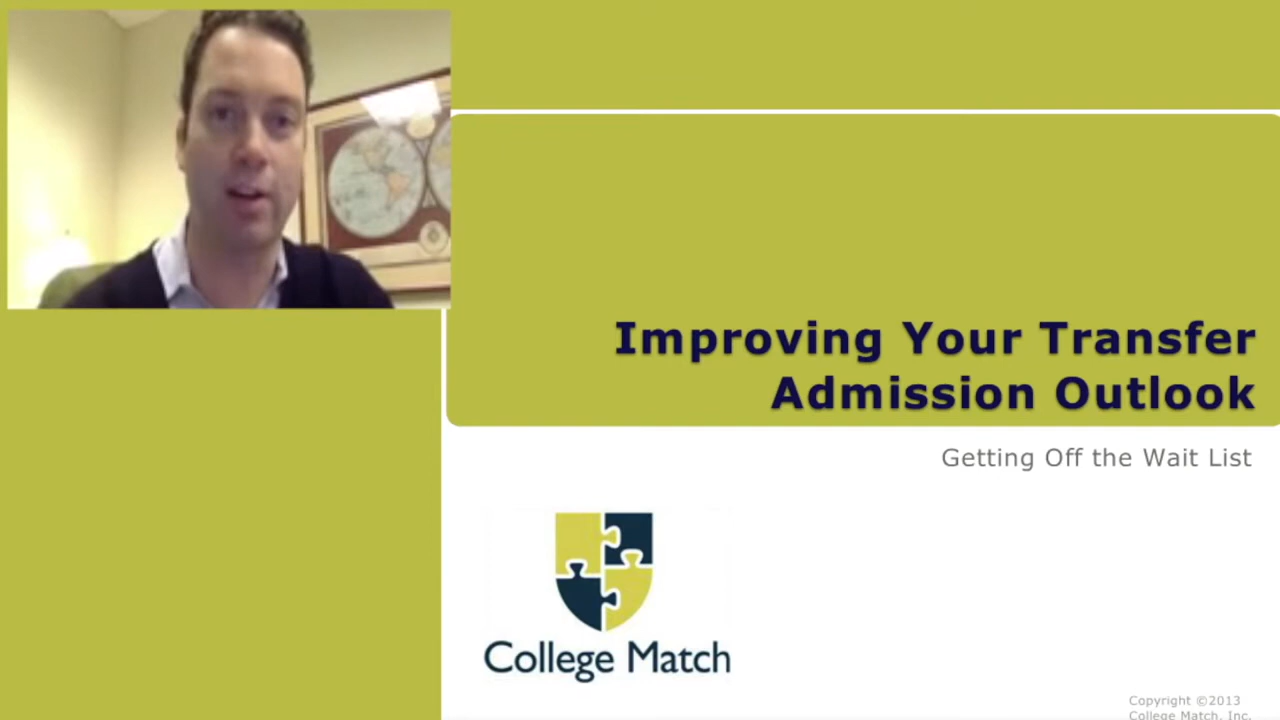 Improving Your Transfer
Admission Outlook
Getting Off the Wait List
College Match
Copyright ©2013
College Match, Inc.